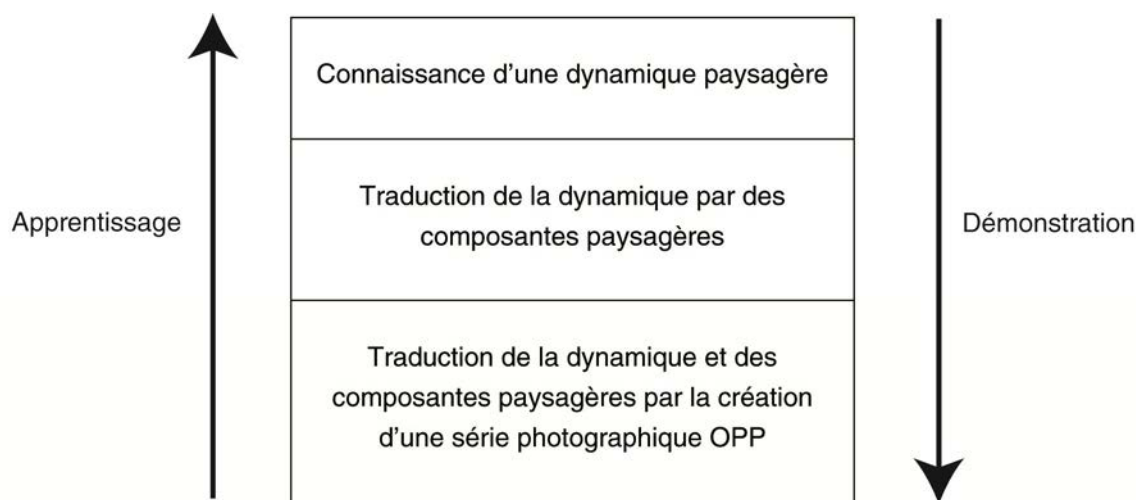 Connaissance d'une dynamique paysagère
Traduction de la dynamique par des
composantes paysagères
Apprentissage
Démonstration
Traduction de la dynamique et des
composantes paysagères par la création
d'une série photographique OPP